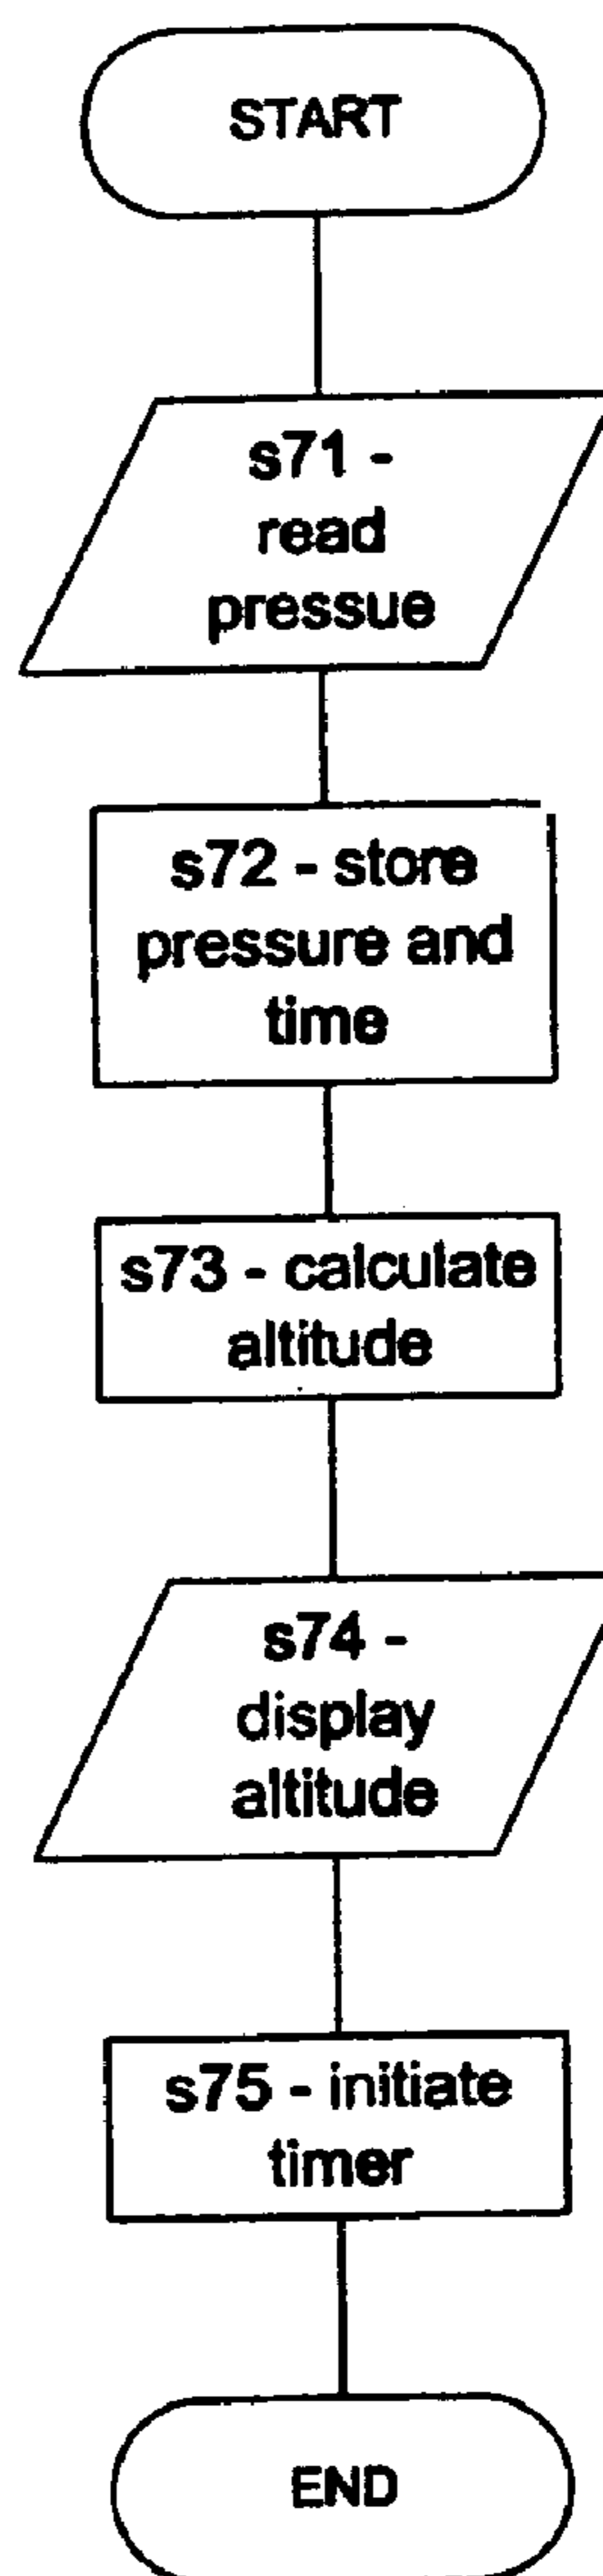 START
s71 -
read
pressue
s72 - store
pressure and
time
s73 - calculate
altitude
s74 -
display
altitude
s75 - initiate
timer
END